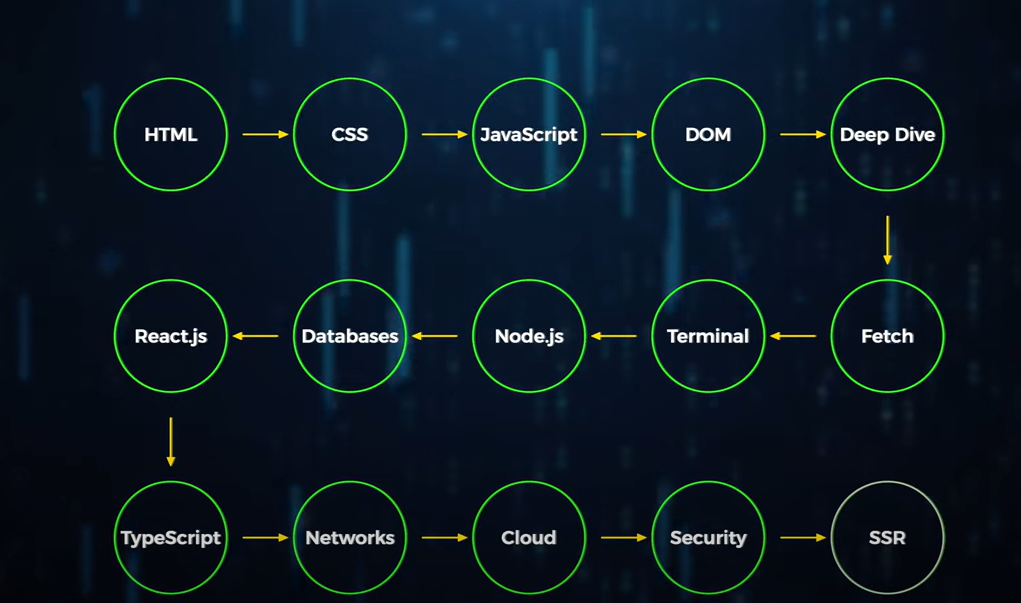 HTML
CSS
JavaScript
DOM
Deep Dive
React.js
Databases
Node.js
Terminal
Fetch
TypeScript
Networks
Cloud
Security
SSR